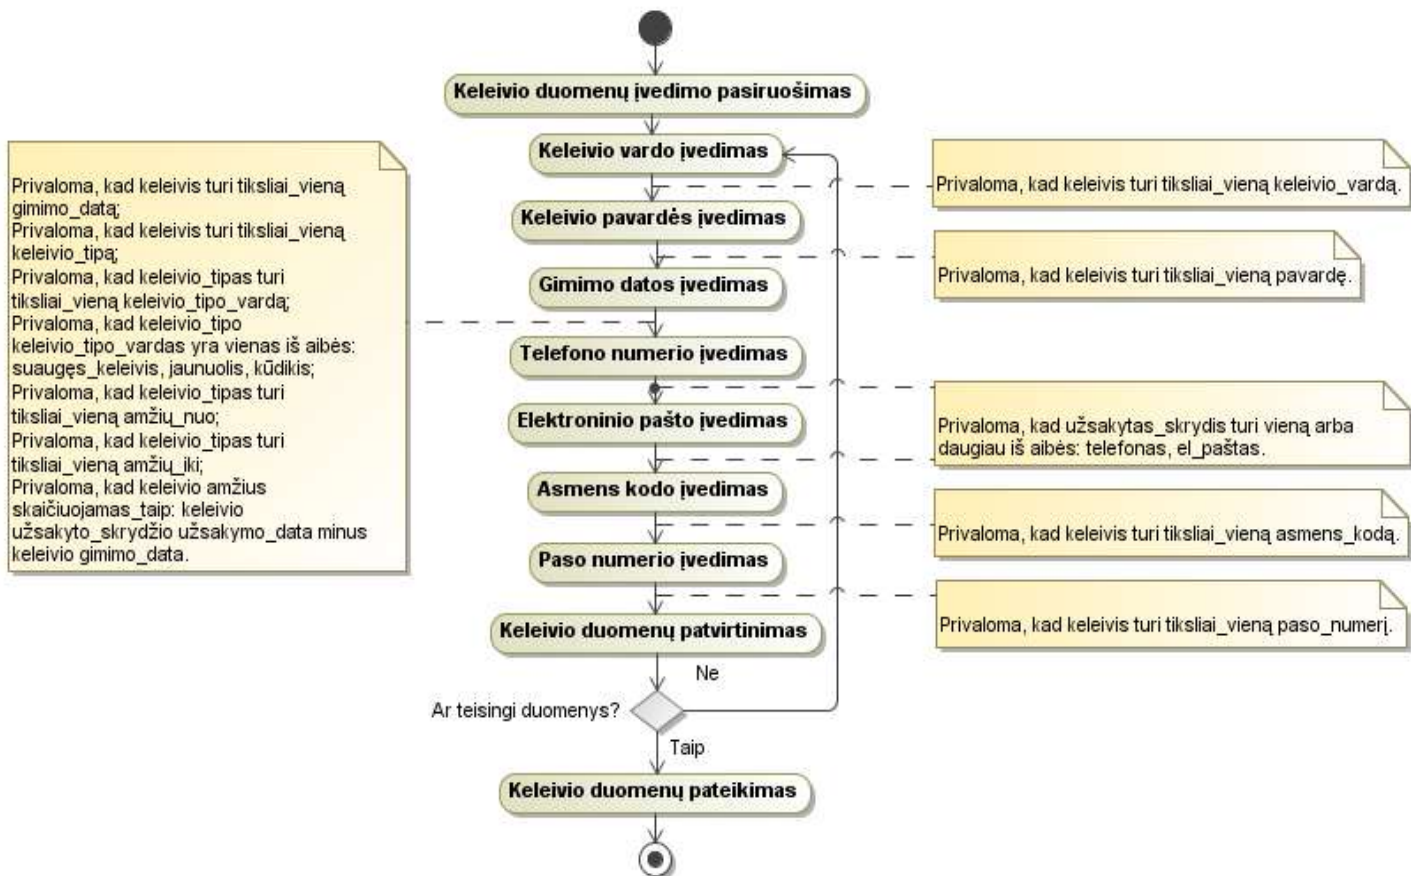 Keleivio duomenų įvedimo pasiruošimas
Keleivio vardo įvedimas
Privaloma, kad keleivis turi tiksliai_vieną
gimimo_datą;
Privaloma, kad keleivis turi tiksliai_vieną
keleivio_tipą;
Privaloma, kad keleivio_tipas turi
tiksliai_vieną keleivio_tipo_vardą;
Privaloma, kad keleivio_tipo
keleivio_tipo_vardas yra vienas iš aibės:
suaugęs_keleivis, jaunuolis, kūdikis;
Privaloma, kad keleivio_tipas turi
tiksliai_vieną amžių_nuo;
Privaloma, kad keleivio_tipas turi
tiksliai_vieną amžių_iki;
Privaloma, kad keleivio amžius
skaičiuojamas_taip: keleivio
užsakyto_skrydžio užsakymo_data minus
keleivio gimimo_data.
Privaloma, kad keleivis turi tiksliai_vieną keleivio_vardą.
Keleivio pavardės įvedimas
Privaloma, kad keleivis turi tiksliai_vieną pavardę.
Gimimo datos įvedimas
Telefono numerio įvedimas
Elektroninio pašto įvedimas
Privaloma, kad užsakytas_skrydis turi vieną arba
daugiau iš aibės: telefonas, el_paštas.
Asmens kodo įvedimas
Privaloma, kad keleivis turi tiksliai_vieną asmens_kodą.
Paso numerio įvedimas
Privaloma, kad keleivis turi tiksliai_vieną paso_numerį.
Keleivio duomenų patvirtinimas
Ne
Ar teisingi duomenys?
Taip
Keleivio duomenų pateikimas